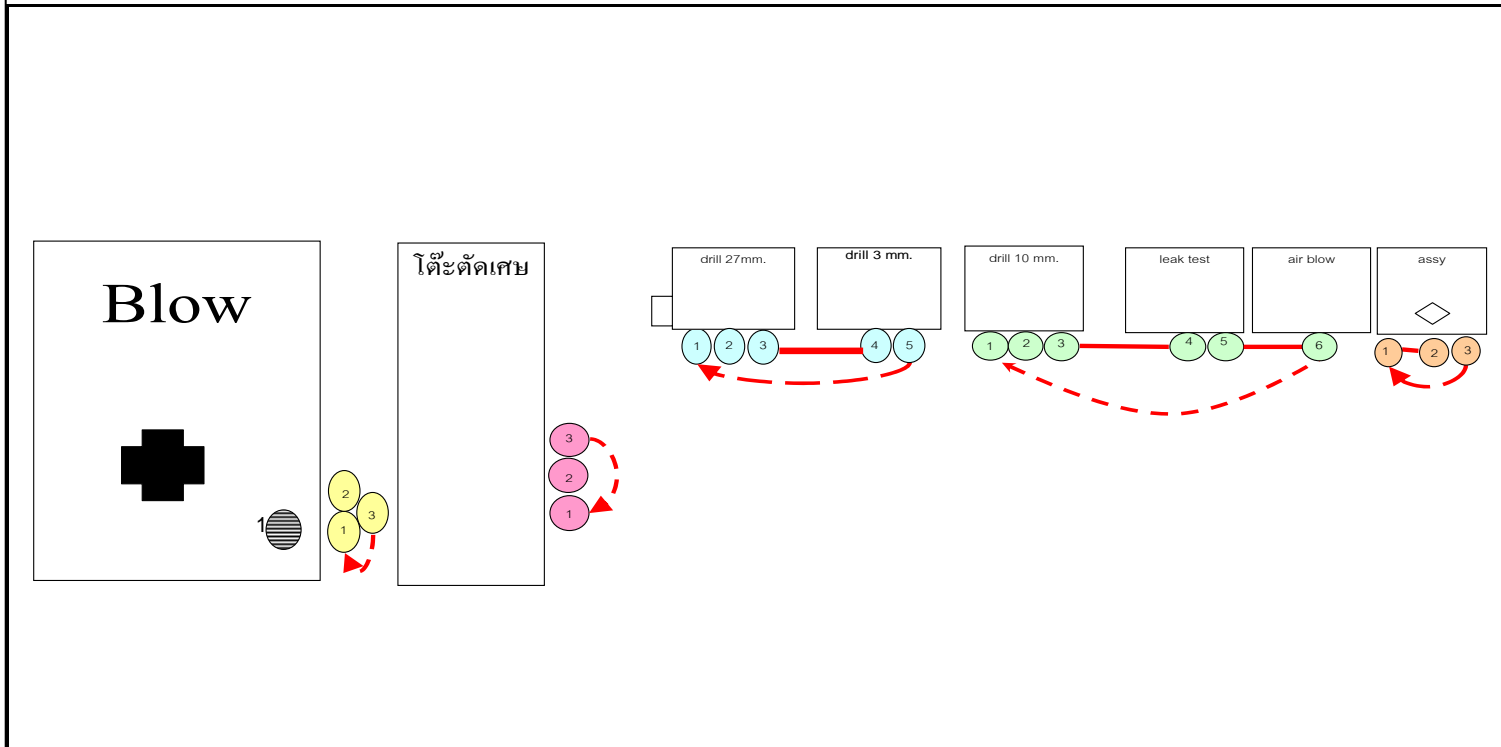 Blow
โต๊ะตัดเศษ
drill 27mm.
drill 3 mm.
drill 10 mm.
leak test
air blow
assy
1
2
3
4
5
1
2
3
4
5
6
1
2
3
3
2
1
2
1
3
1